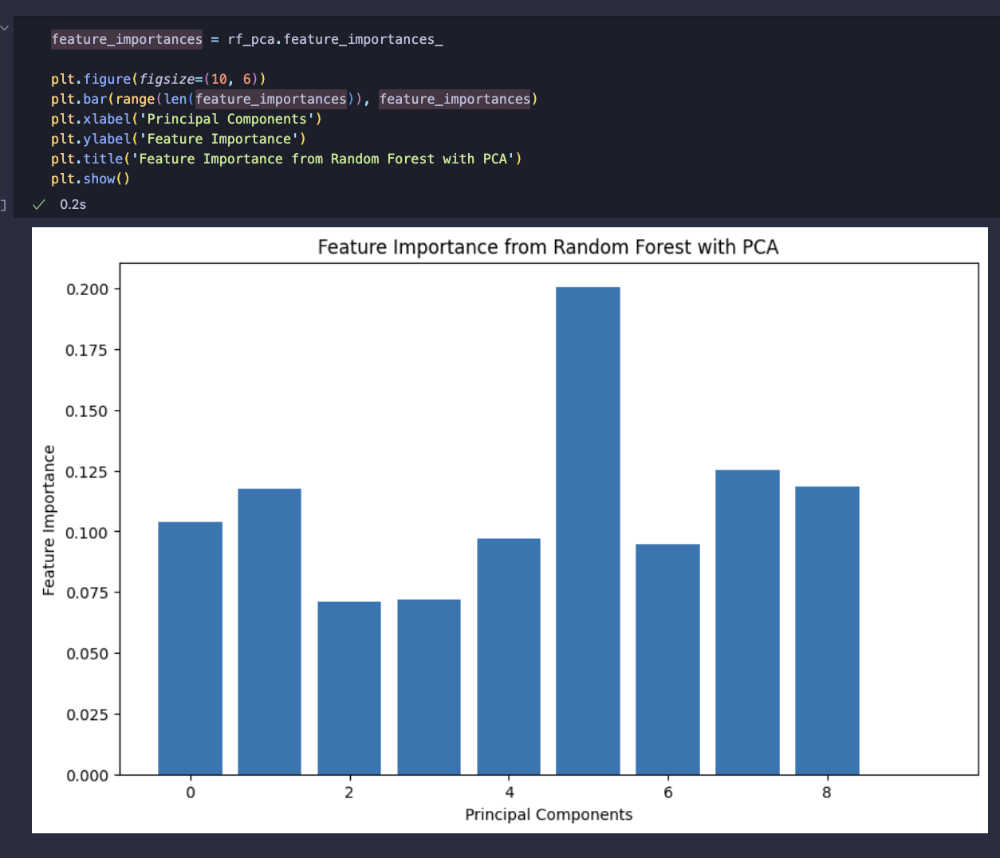 feature_importances = rf_pca.feature_importances_
plt.figure(figsize=(10, 6))
plt.bar(range(len(feature_importances)), feature_importances)
plt.xlabel('Principal Components')
plt.ylabel('Feature Importance')
plt.title('Feature Importance from Random Forest with PCA')
plt.show()
]
0.2s
Feature Importance from Random Forest with PCA
0.200
0.175
0.150
0.125
0.100
0.075
0.050
0.025
0.000
Feature Importance
0 2 4 6 8
Principal Components